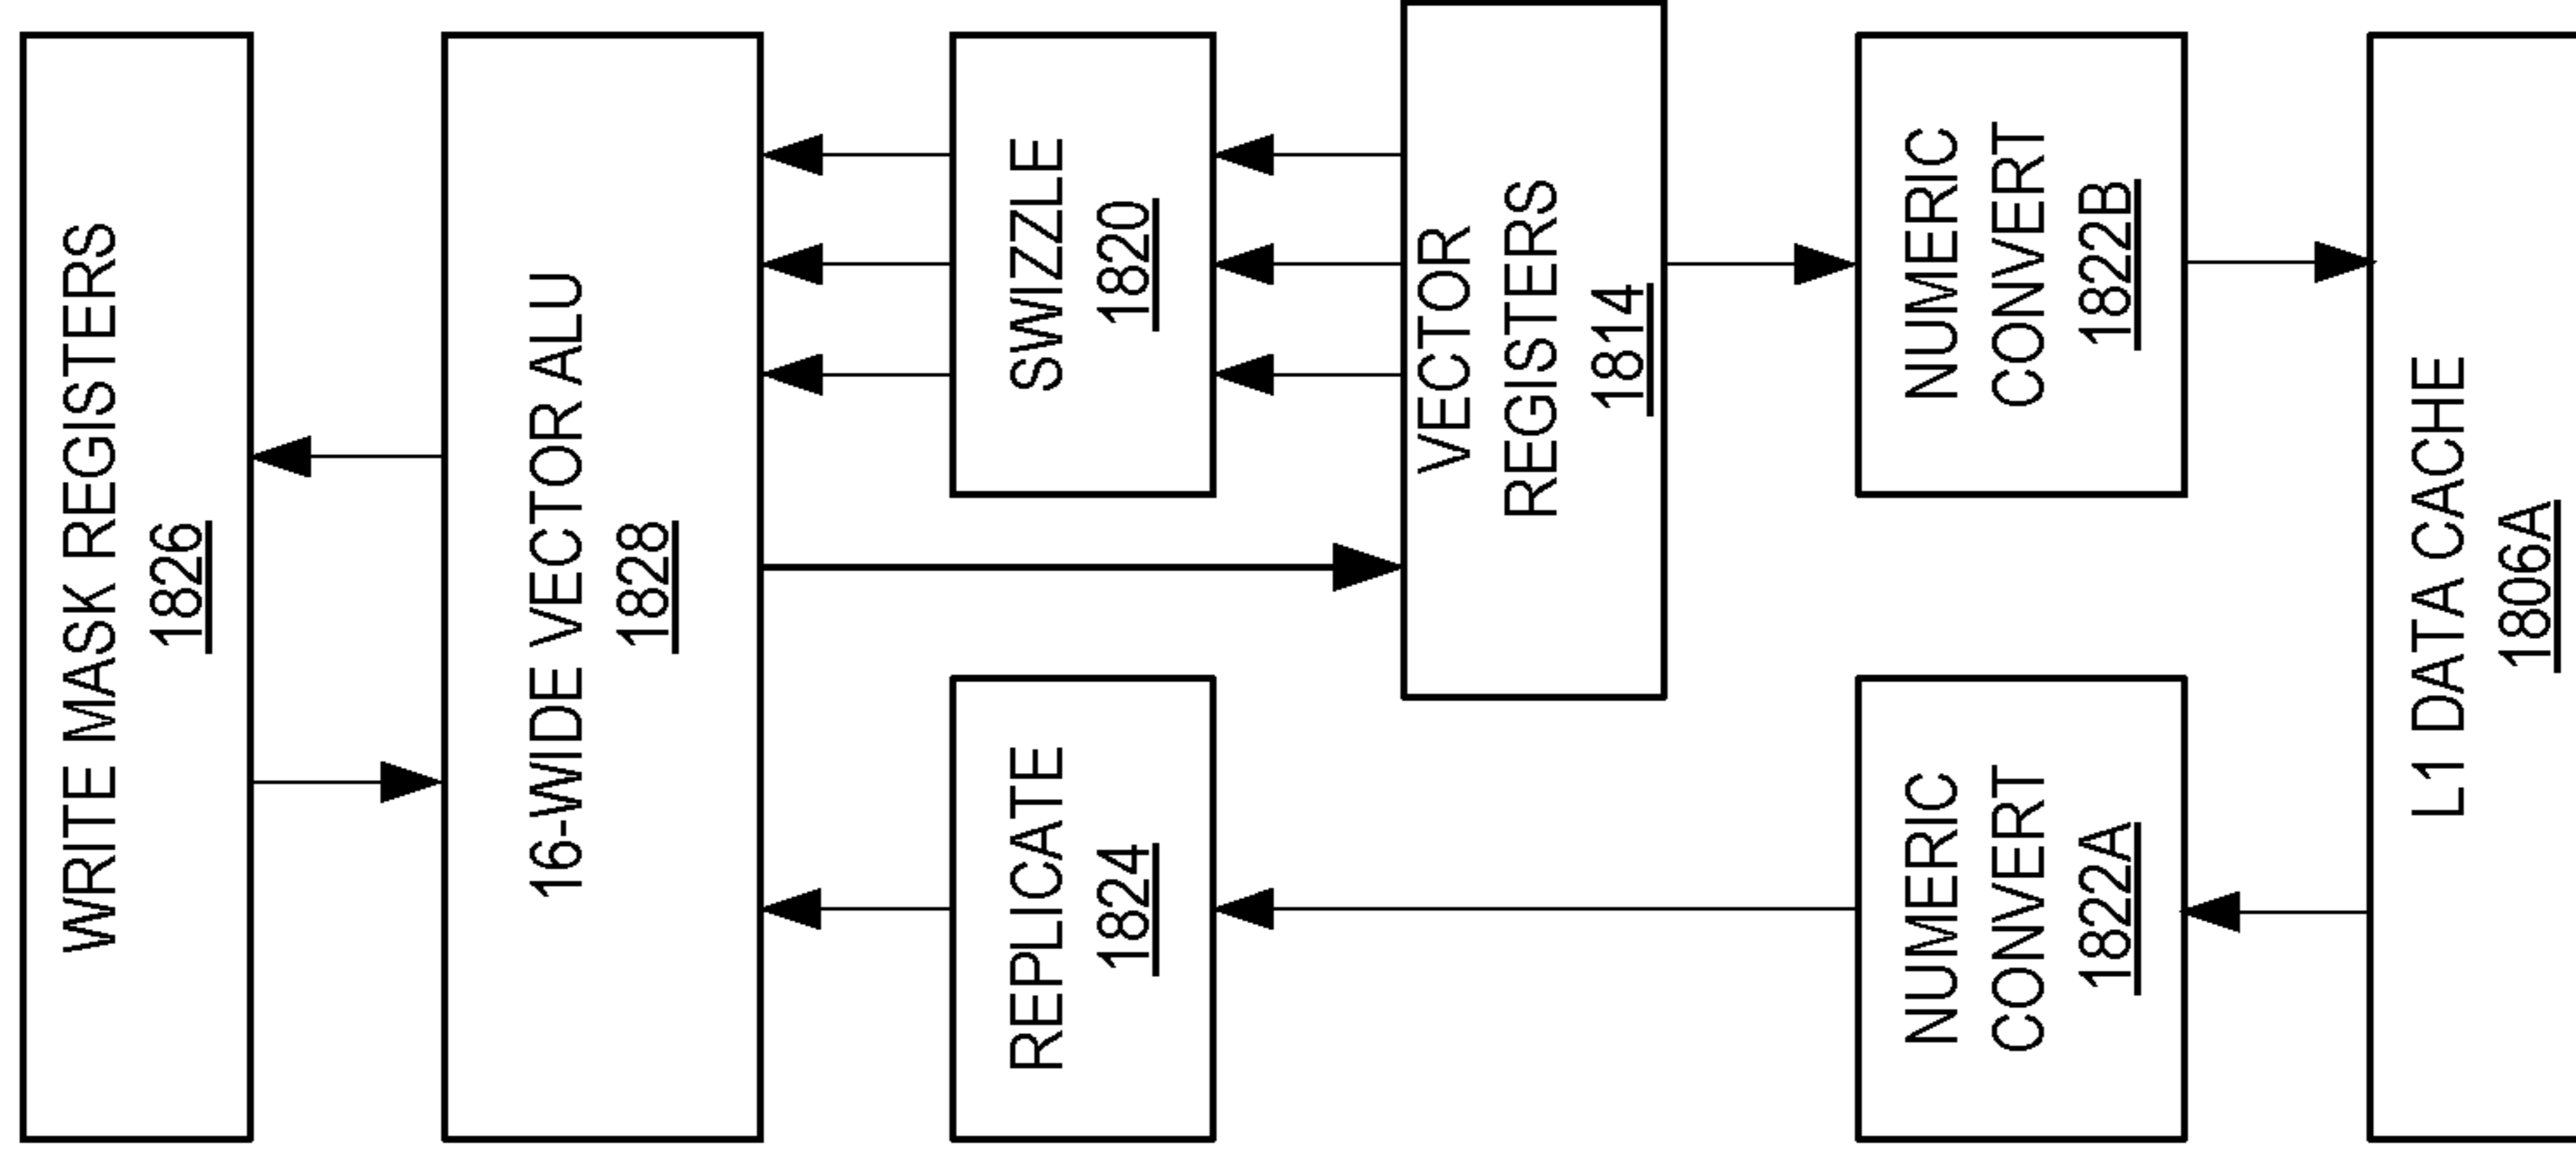 WRITE MASK REGISTERS
1826
16-WIDE VECTOR ALU
1828
REPLICATE
1824
SWIZZLE
1820
VECTOR
REGISTERS
1814
NUMERIC
CONVERT
1822A
NUMERIC
CONVERT
1822B
L1 DATA CACHE
1806A